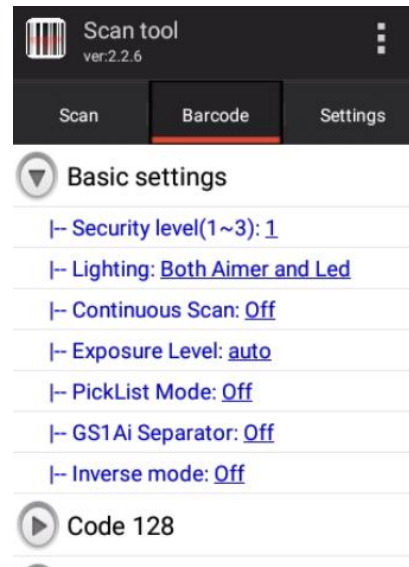 Scan tool
ver:2.2.6
Scan Barcode Settings
Basic settings
|-- Security level(1~3): 1
|-- Lighting: Both Aimer and Led
|-- Continuous Scan: Off
|-- Exposure Level: auto
|-- PickList Mode: Off
|-- GS1Ai Separator: Off
|-- Inverse mode: Off
Code 128